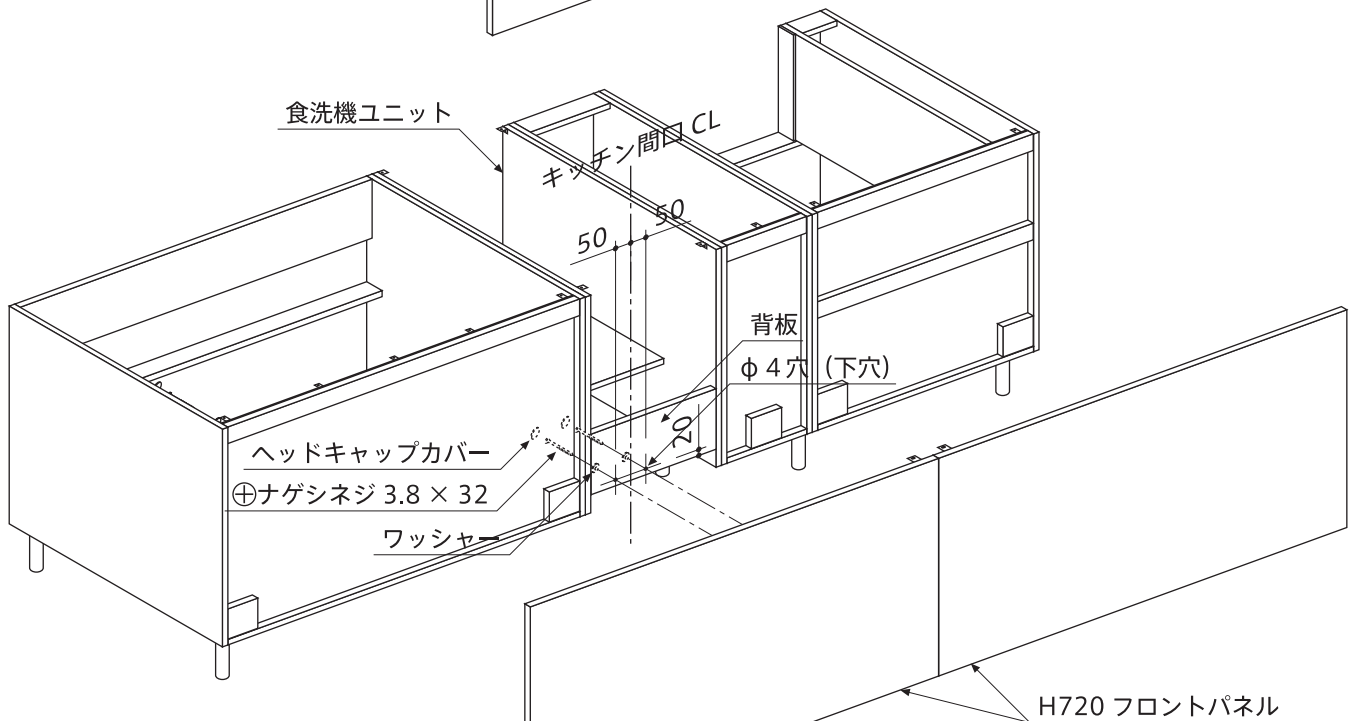 食洗機ユニット
キッチン間口 CL
50
50
背板
φ4穴（下穴）
20
ヘッドキャップカバー
⊕ナゲシネジ 3.8 × 32
ワッシャー
H720 フロントパネル